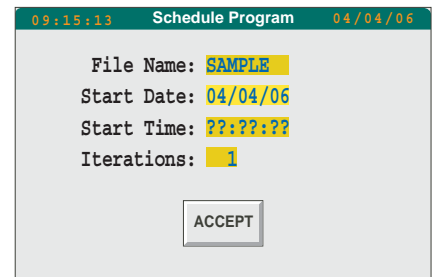 09:15:13 Schedule Program 04/04/06
File Name: SAMPLE
Start Date: 04/04/06
Start Time: ??:??:??
Iterations: 1
ACCEPT